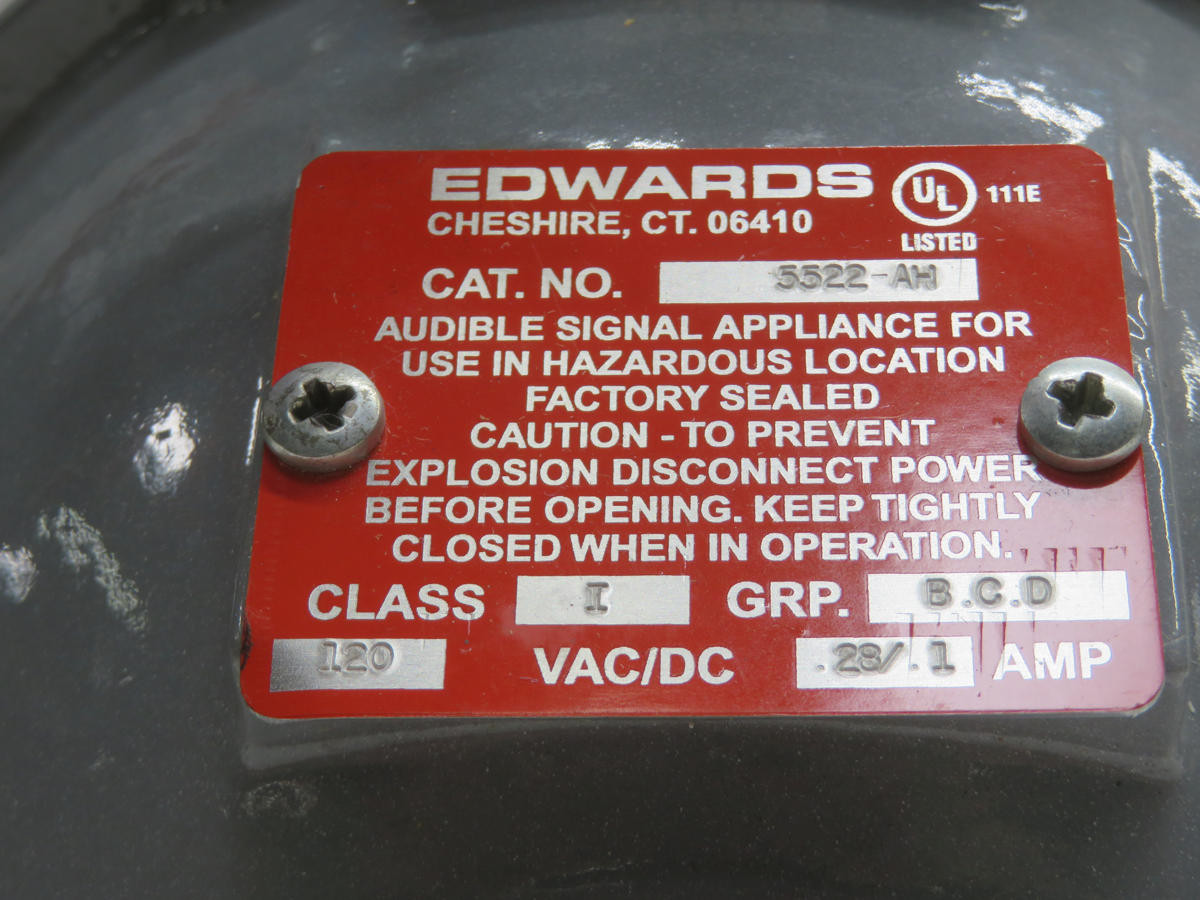 EDWARDS UL 111E
CHESHIRE, CT. 06410 LISTED
CAT. NO. 5522-AH
AUDIBLE SIGNAL APPLIANCE FOR
USE IN HAZARDOUS LOCATION
FACTORY SEALED
CAUTION - TO PREVENT
EXPLOSION DISCONNECT POWER
BEFORE OPENING. KEEP TIGHTLY
CLOSED WHEN IN OPERATION.
CLASS I GRP. B.C.D
120 VAC/DC .28/.1 AMP